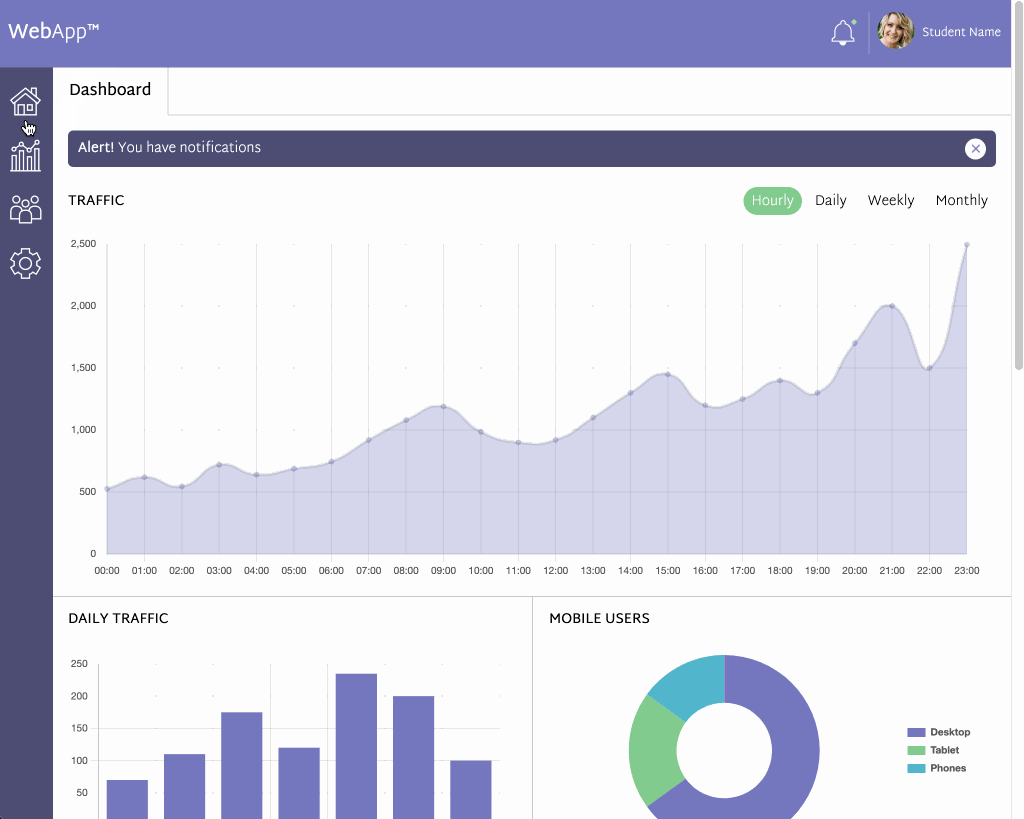 WebApp™
Student Name
Dashboard
Alert! You have notifications
TRAFFIC
Hourly Daily Weekly Monthly
2,500
2,000
1,500
1,000
500
0
00:00 01:00 02:00 03:00 04:00 05:00 06:00 07:00 08:00 09:00 10:00 11:00 12:00 13:00 14:00 15:00 16:00 17:00 18:00 19:00 20:00 21:00 22:00 23:00
DAILY TRAFFIC
250
200
150
100
50
MOBILE USERS
Desktop
Tablet
Phones